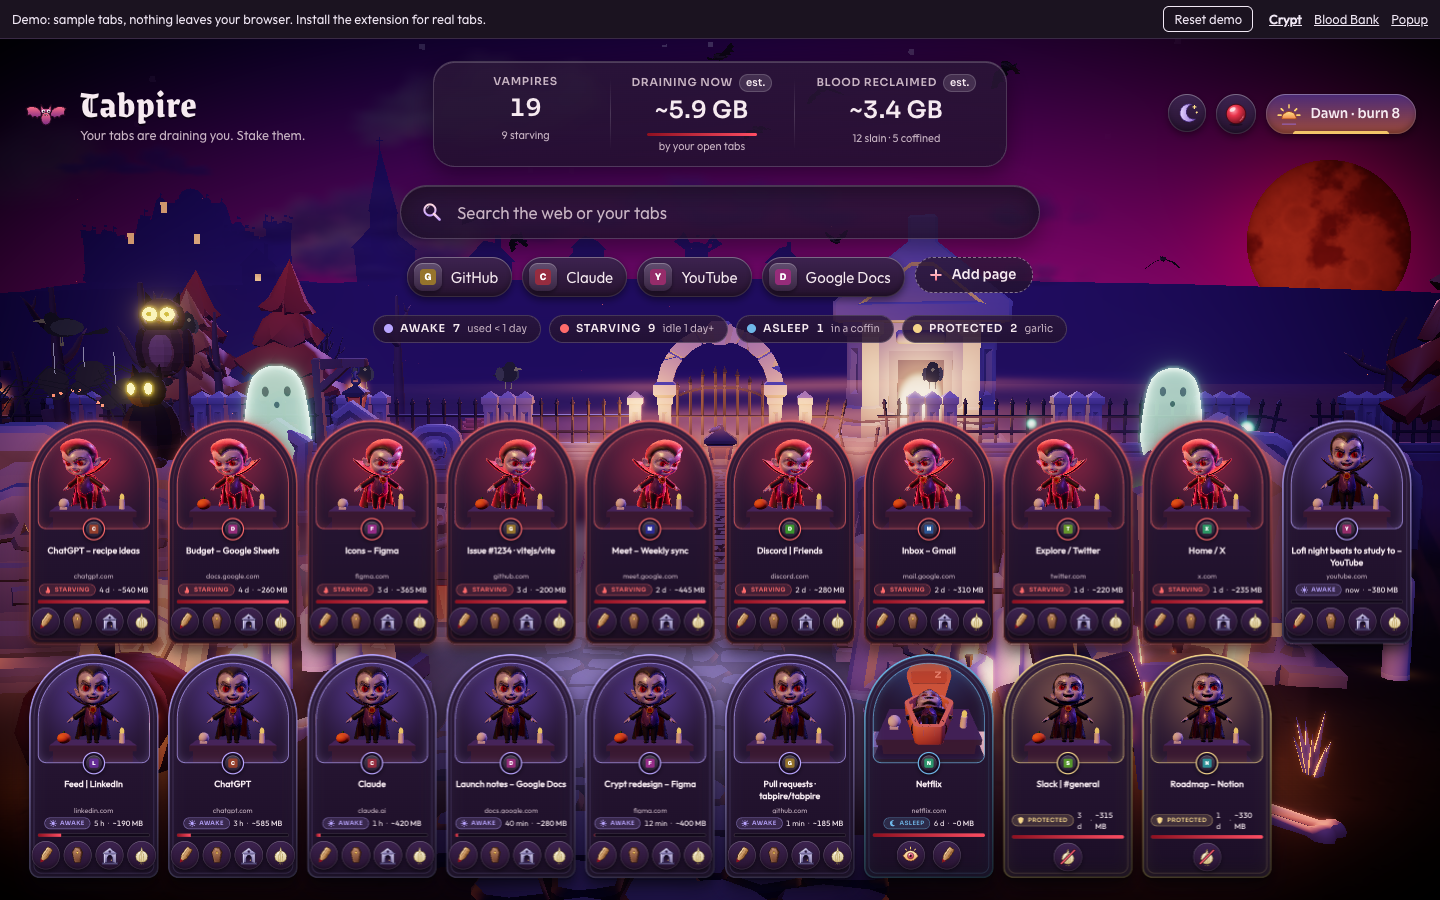 Demo: sample tabs, nothing leaves your browser. Install the extension for real tabs.
Reset demo
Crypt
Blood Bank
Popup
Tabpire
Your tabs are draining you. Stake them.
VAMPIRES
19
9 starving
DRAINING NOW est.
~5.9 GB
by your open tabs
BLOOD RECLAIMED est.
~3.4 GB
12 slain · 5 coffined
Dawn · burn 8
Search the web or your tabs
G GitHub
C Claude
Y YouTube
D Google Docs
+ Add page
AWAKE 7 used < 1 day
STARVING 9 idle 1 day+
ASLEEP 1 in a coffin
PROTECTED 2 garlic
C
ChatGPT – recipe ideas
chatgpt.com
STARVING 4 d · ~540 MB
D
Budget – Google Sheets
docs.google.com
STARVING 4 d · ~260 MB
F
Icons – Figma
figma.com
STARVING 3 d · ~365 MB
G
Issue #1234 · vitejs/vite
github.com
STARVING 3 d · ~200 MB
M
Meet – Weekly sync
meet.google.com
STARVING 2 d · ~445 MB
D
Discord | Friends
discord.com
STARVING 2 d · ~280 MB
M
Inbox – Gmail
mail.google.com
STARVING 2 d · ~310 MB
T
Explore / Twitter
twitter.com
STARVING 1 d · ~220 MB
X
Home / X
x.com
STARVING 1 d · ~235 MB
Y
Lofi night beats to study to –
YouTube
youtube.com
AWAKE now · ~380 MB
L
Feed | LinkedIn
linkedin.com
AWAKE 5 h · ~190 MB
C
ChatGPT
chatgpt.com
AWAKE 3 h · ~585 MB
C
Claude
claude.ai
AWAKE 1 h · ~420 MB
D
Launch notes – Google Docs
docs.google.com
AWAKE 40 min · ~280 MB
F
Crypt redesign – Figma
figma.com
AWAKE 12 min · ~400 MB
G
Pull requests ·
tabpire/tabpire
github.com
AWAKE 1 min · ~185 MB
Z
N
Netflix
netflix.com
ASLEEP 6 d · ~0 MB
S
Slack | #general
PROTECTED 3 d · ~315 MB
N
Roadmap – Notion
PROTECTED 1 d · ~330 MB